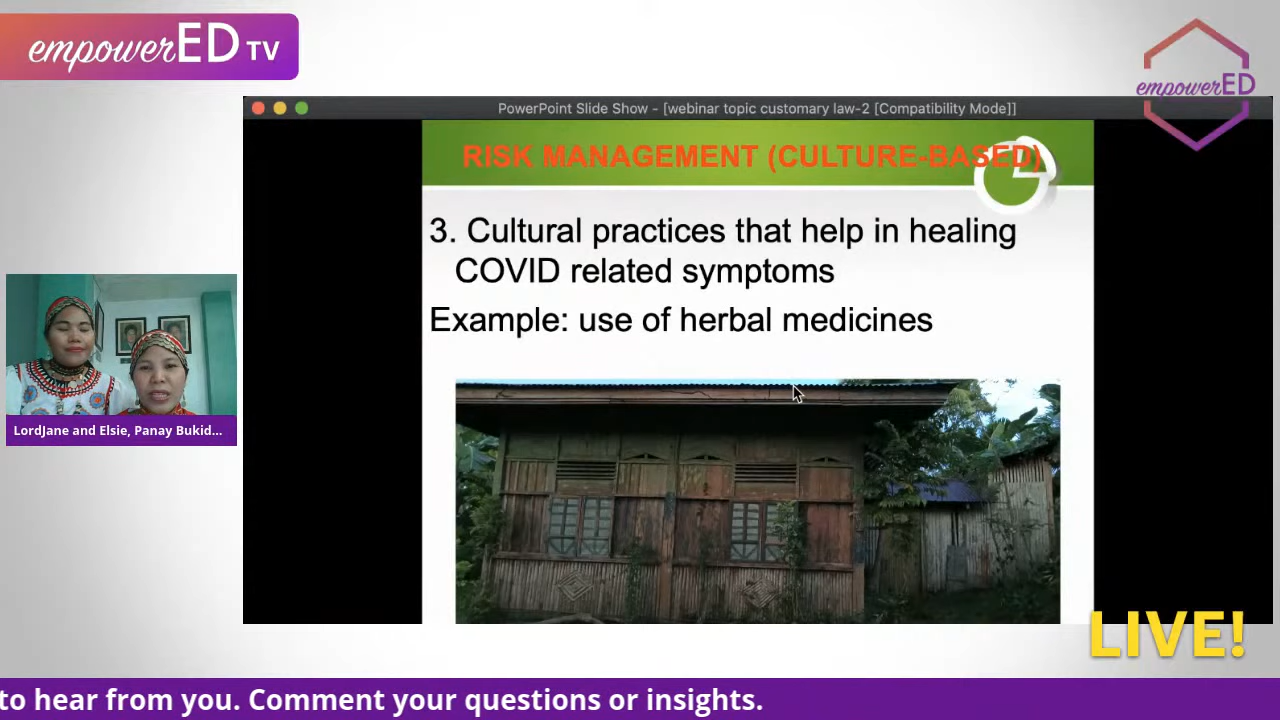 empowerED TV
empowerED
PowerPoint Slide Show - [webinar topic customary law-2 [Compatibility Mode]]
RISK MANAGEMENT (CULTURE-BASED)
3. Cultural practices that help in healing
COVID related symptoms
Example: use of herbal medicines
LordJane and Elsie, Panay Bukid...
LIVE!
to hear from you. Comment your questions or insights.